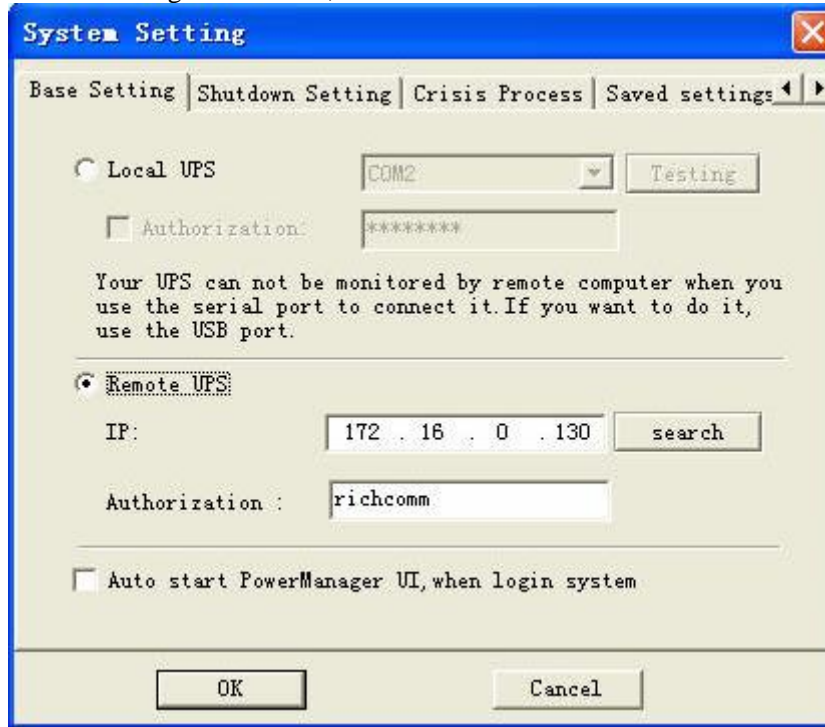 System Setting
Base Setting Shutdown Setting Crisis Process Saved settings
Local UPS COM2 Testing
Authorization: ********
Your UPS can not be monitored by remote computer when you
use the serial port to connect it.If you want to do it,
use the USB port.
Remote UPS
IP: 172 . 16 . 0 . 130 search
Authorization : richcomm
Auto start PowerManager UI,when login system
OK Cancel